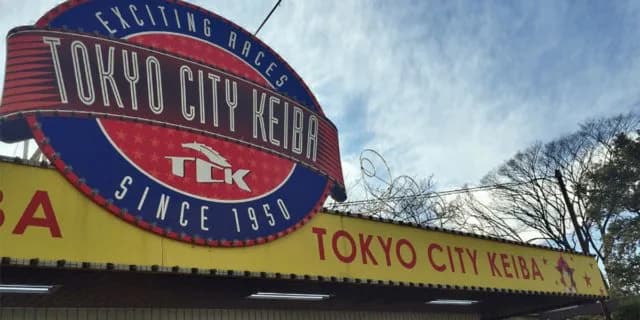 EXCITING RACES
TOKYO CITY KEIBA
TCK
SINCE 1950
BA
TOKYO CITY KEIBA